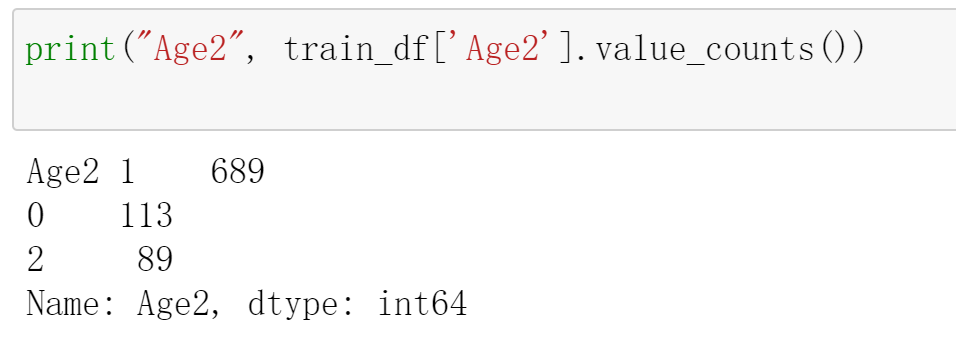 print("Age2", train_df['Age2'].value_counts())
Age2 1    689
0    113
2     89
Name: Age2, dtype: int64